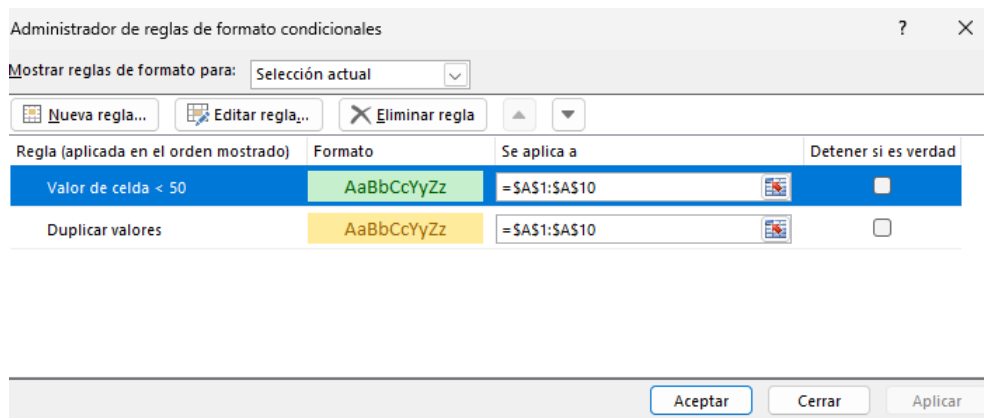 Administrador de reglas de formato condicionales ?
Mostrar reglas de formato para: Selección actual
Nueva regla... Editar regla... Eliminar regla
Regla (aplicada en el orden mostrado) Formato Se aplica a Detener si es verdad
Valor de celda < 50 AaBbCcYyZz =$A$1:$A$10
Duplicar valores AaBbCcYyZz =$A$1:$A$10
Aceptar Cerrar Aplicar